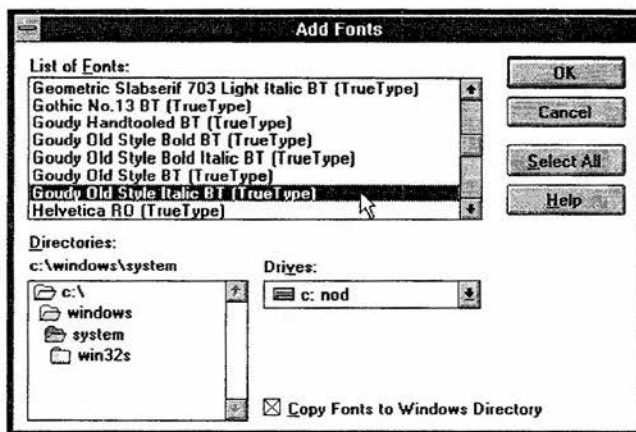 Add Fonts
List of Fonts:
Geometric Slabserif 703 Light Italic BT (TrueType)
Gothic No.13 BT (TrueType)
Goudy Handtooled BT (TrueType)
Goudy Old Style Bold BT (TrueType)
Goudy Old Style Bold Italic BT (TrueType)
Goudy Old Style BT (TrueType)
Goudy Old Style Italic BT (TrueType)
Helvetica RO (TrueType)
OK
Cancel
Select All
Help
Directories:
c:\windows\system
c:\
windows
system
win32s
Drives:
c: nod
Copy Fonts to Windows Directory